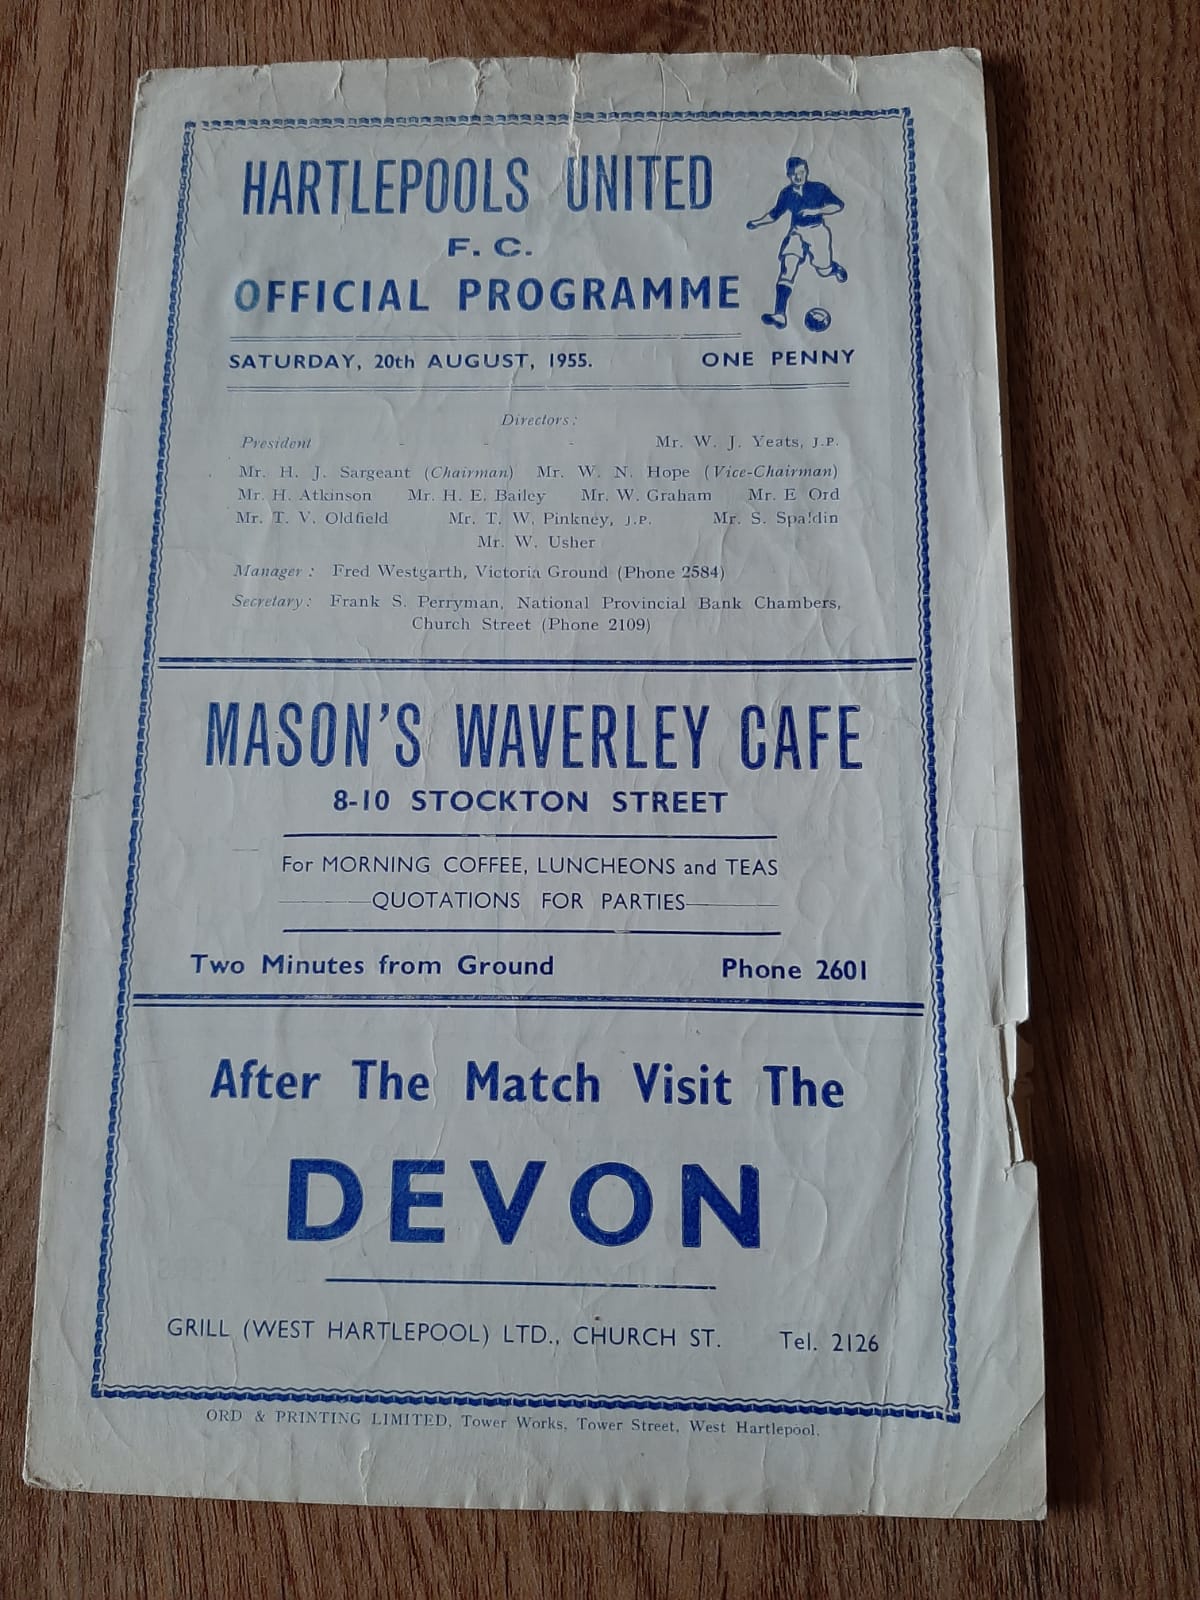 HARTLEPOOLS UNITED
F. C.
OFFICIAL PROGRAMME
SATURDAY, 20th AUGUST, 1955. ONE PENNY
Directors:
President - - - Mr. W. J. Yeats, J.P.
Mr. H. J. Sargeant (Chairman) Mr. W. N. Hope (Vice-Chairman)
Mr. H. Atkinson Mr. H. E. Bailey Mr. W. Graham Mr. E Ord
Mr. T. V. Oldfield Mr. T. W. Pinkney, J.P. Mr. S. Spaldin
Mr. W. Usher
Manager: Fred Westgarth, Victoria Ground (Phone 2584)
Secretary: Frank S. Perryman, National Provincial Bank Chambers,
Church Street (Phone 2109)
MASON'S WAVERLEY CAFE
8-10 STOCKTON STREET
For MORNING COFFEE, LUNCHEONS and TEAS
QUOTATIONS FOR PARTIES
Two Minutes from Ground Phone 2601
After The Match Visit The
DEVON
GRILL (WEST HARTLEPOOL) LTD., CHURCH ST. Tel. 2126
ORD & PRINTING LIMITED, Tower Works, Tower Street, West Hartlepool.